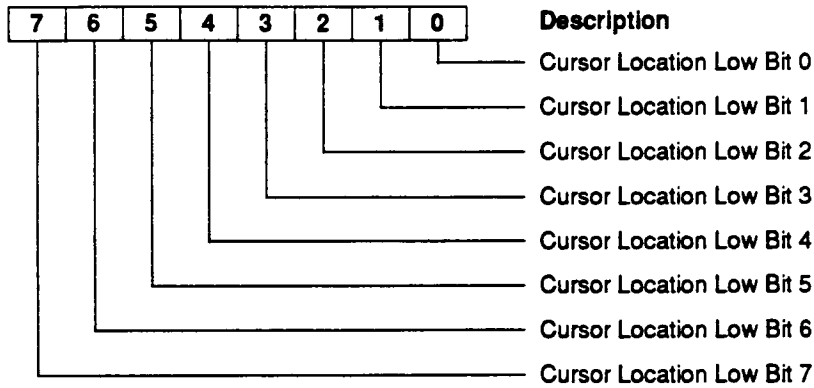 7 6 5 4 3 2 1 0 Description
Cursor Location Low Bit 0
Cursor Location Low Bit 1
Cursor Location Low Bit 2
Cursor Location Low Bit 3
Cursor Location Low Bit 4
Cursor Location Low Bit 5
Cursor Location Low Bit 6
Cursor Location Low Bit 7